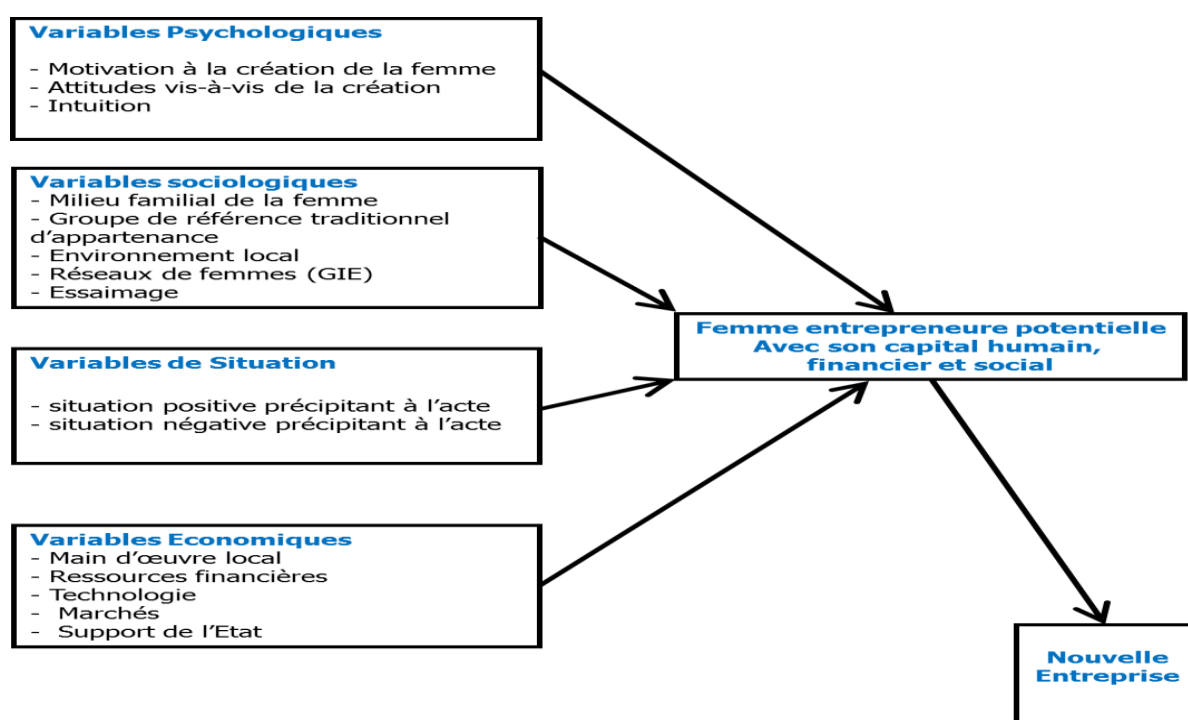 Variables Psychologiques
- Motivation à la création de la femme
- Attitudes vis-à-vis de la création
- Intuition
Variables sociologiques
- Milieu familial de la femme
- Groupe de référence traditionnel
d’appartenance
- Environnement local
- Réseaux de femmes (GIE)
- Essaimage
Variables de Situation
- situation positive précipitant à l’acte
- situation négative précipitant à l’acte
Variables Economiques
- Main d’œuvre local
- Ressources financières
- Technologie
- Marchés
- Support de l’Etat
Femme entrepreneure potentielle
Avec son capital humain,
financier et social
Nouvelle
Entreprise